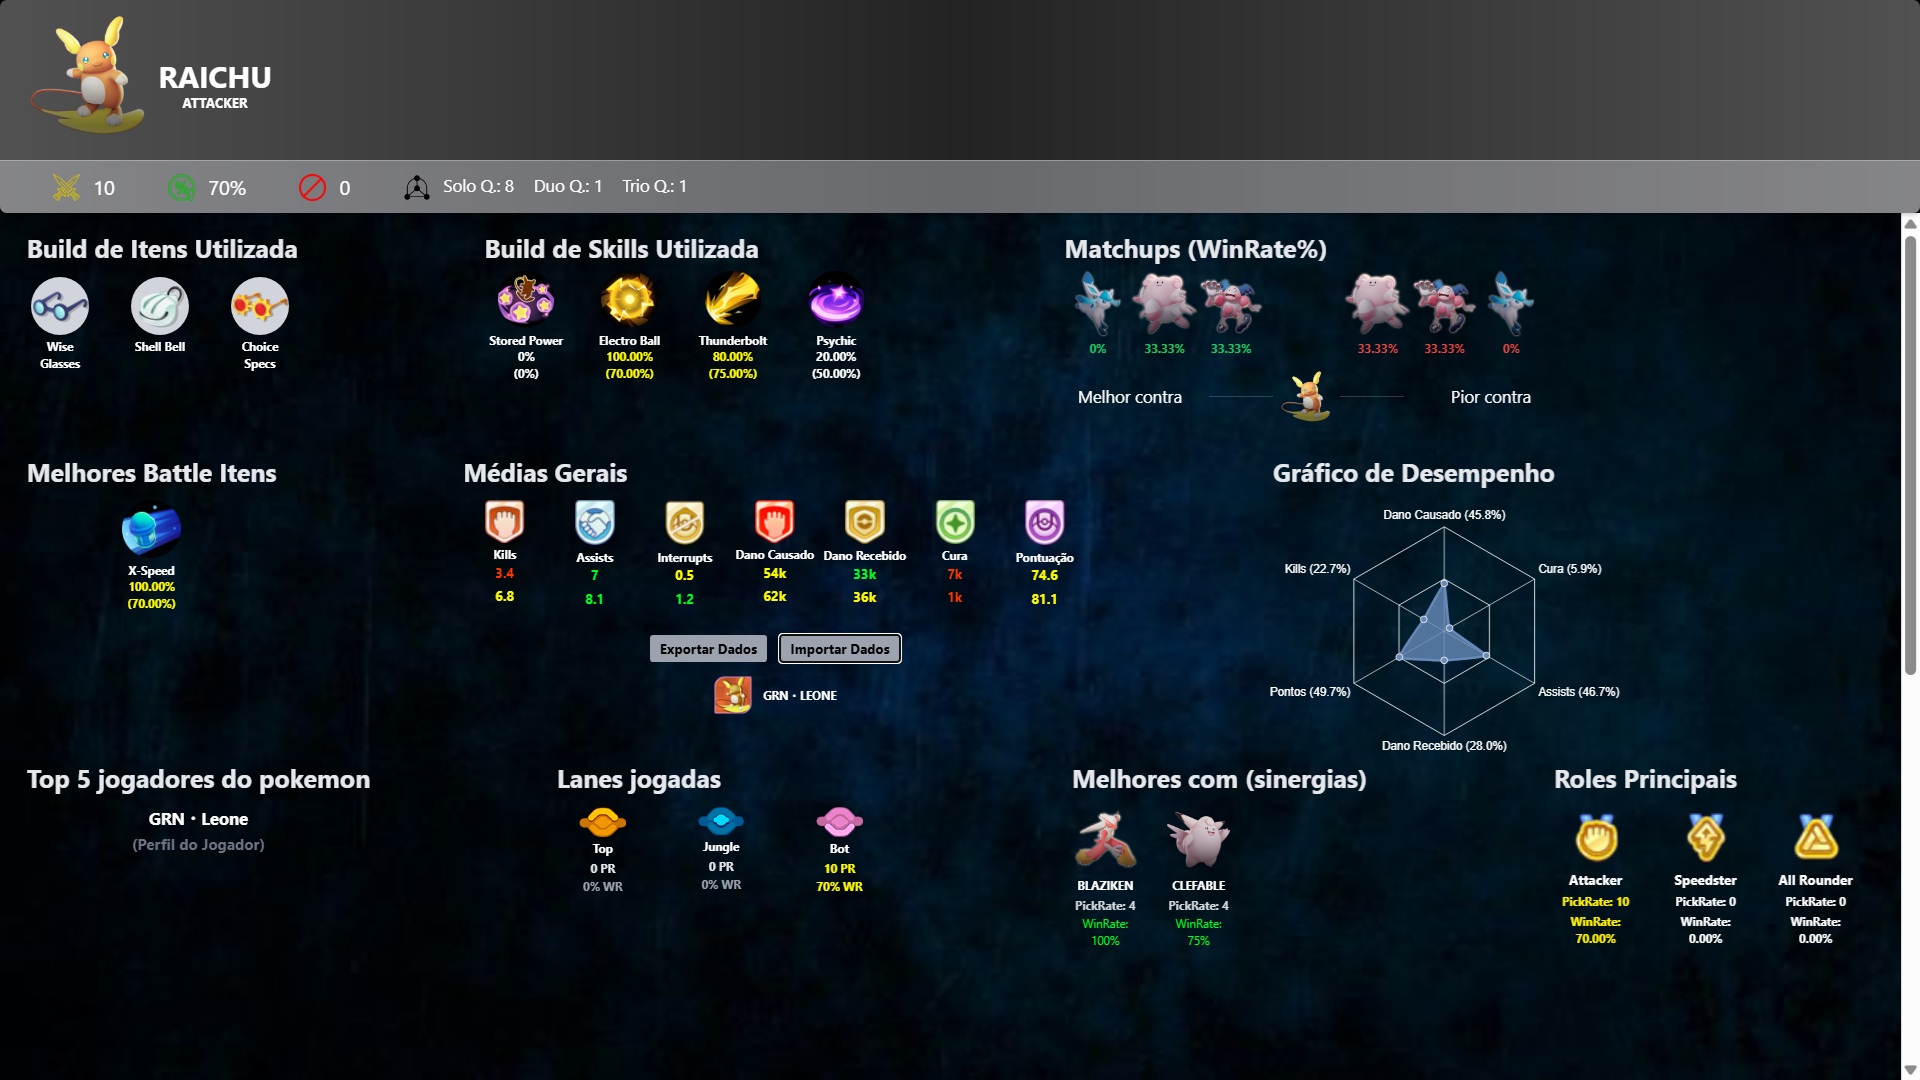 RAICHU
ATTACKER
10
70%
0
Solo Q.: 8 Duo Q.: 1 Trio Q.: 1
Build de Itens Utilizada
Wise
Glasses
Shell Bell
Choice
Specs
Build de Skills Utilizada
Stored Power
0%
(0%)
Electro Ball
100.00%
(70.00%)
Thunderbolt
80.00%
(75.00%)
Psychic
20.00%
(50.00%)
Matchups (WinRate%)
0%
33.33%
33.33%
33.33%
33.33%
0%
Melhor contra
Pior contra
Melhores Battle Itens
X-Speed
100.00%
(70.00%)
Médias Gerais
Kills
3.4
6.8
Assists
7
8.1
Interrupts
0.5
1.2
Dano Causado
54k
62k
Dano Recebido
33k
36k
Cura
7k
1k
Pontuação
74.6
81.1
Exportar Dados
Importar Dados
GRN • LEONE
Gráfico de Desempenho
Dano Causado (45.8%)
Kills (22.7%)
Cura (5.9%)
Pontos (49.7%)
Assists (46.7%)
Dano Recebido (28.0%)
Top 5 jogadores do pokemon
GRN • Leone
(Perfil do Jogador)
Lanes jogadas
Top
0 PR
0% WR
Jungle
0 PR
0% WR
Bot
10 PR
70% WR
Melhores com (sinergias)
BLAZIKEN
PickRate: 4
WinRate:
100%
CLEFABLE
PickRate: 4
WinRate:
75%
Roles Principais
Attacker
PickRate: 10
WinRate:
70.00%
Speedster
PickRate: 0
WinRate:
0.00%
All Rounder
PickRate: 0
WinRate:
0.00%